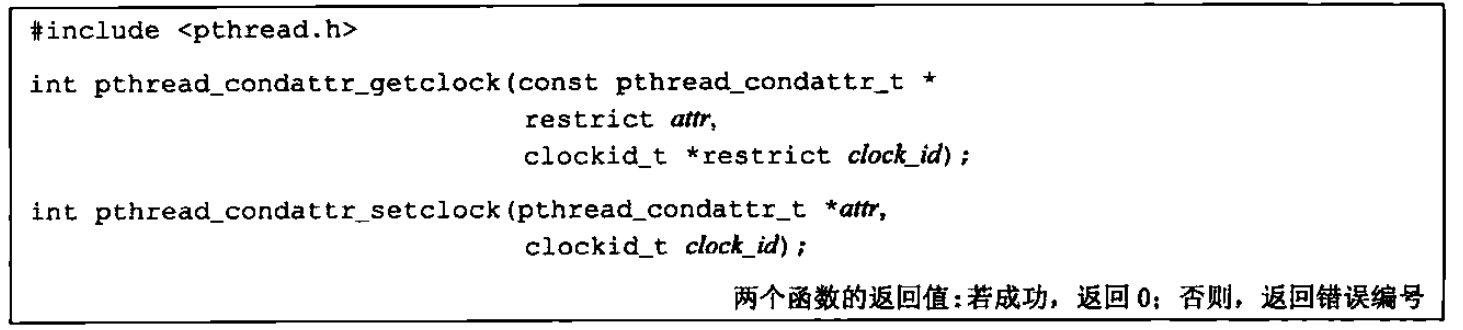 #include <pthread.h>
int pthread_condattr_getclock(const pthread_condattr_t *
restrict attr,
clockid_t *restrict clock_id);
int pthread_condattr_setclock(pthread_condattr_t *attr,
clockid_t clock_id);
两个函数的返回值:若成功，返回0；否则，返回错误编号